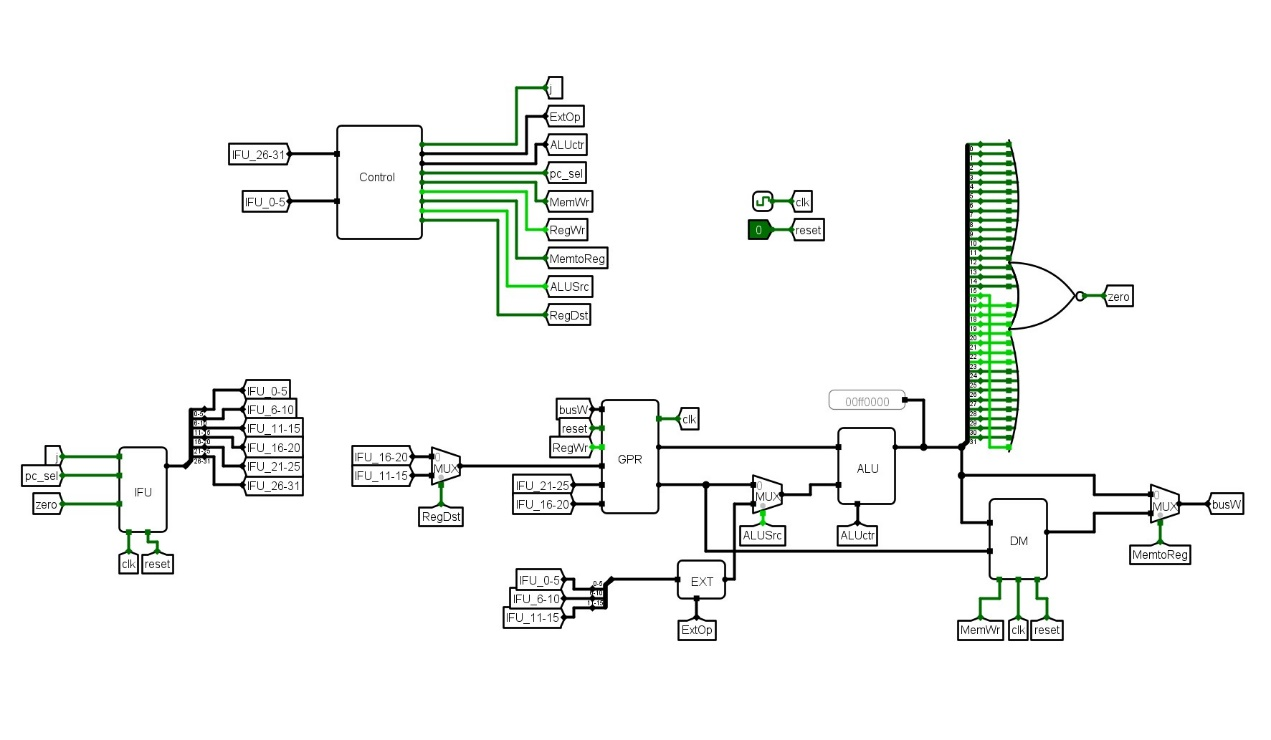 j
ExtOp
ALUctr
pc_sel
MemWr
RegWr
MemtoReg
ALUSrc
RegDst
IFU_26-31
IFU_0-5
Control
clk
0
reset
zero
IFU_0-5
IFU_6-10
IFU_11-15
IFU_16-20
IFU_21-25
IFU_26-31
j
pc_sel
zero
IFU
clk
reset
IFU_16-20
IFU_11-15
0
MUX
RegDst
busW
reset
RegWr
IFU_21-25
IFU_16-20
GPR
clk
0
MUX
ALUSrc
00ff0000
ALU
ALUctr
IFU_0-5
IFU_6-10
IFU_11-15
EXT
ExtOp
DM
MemWr
clk
reset
0
MUX
MemtoReg
busW